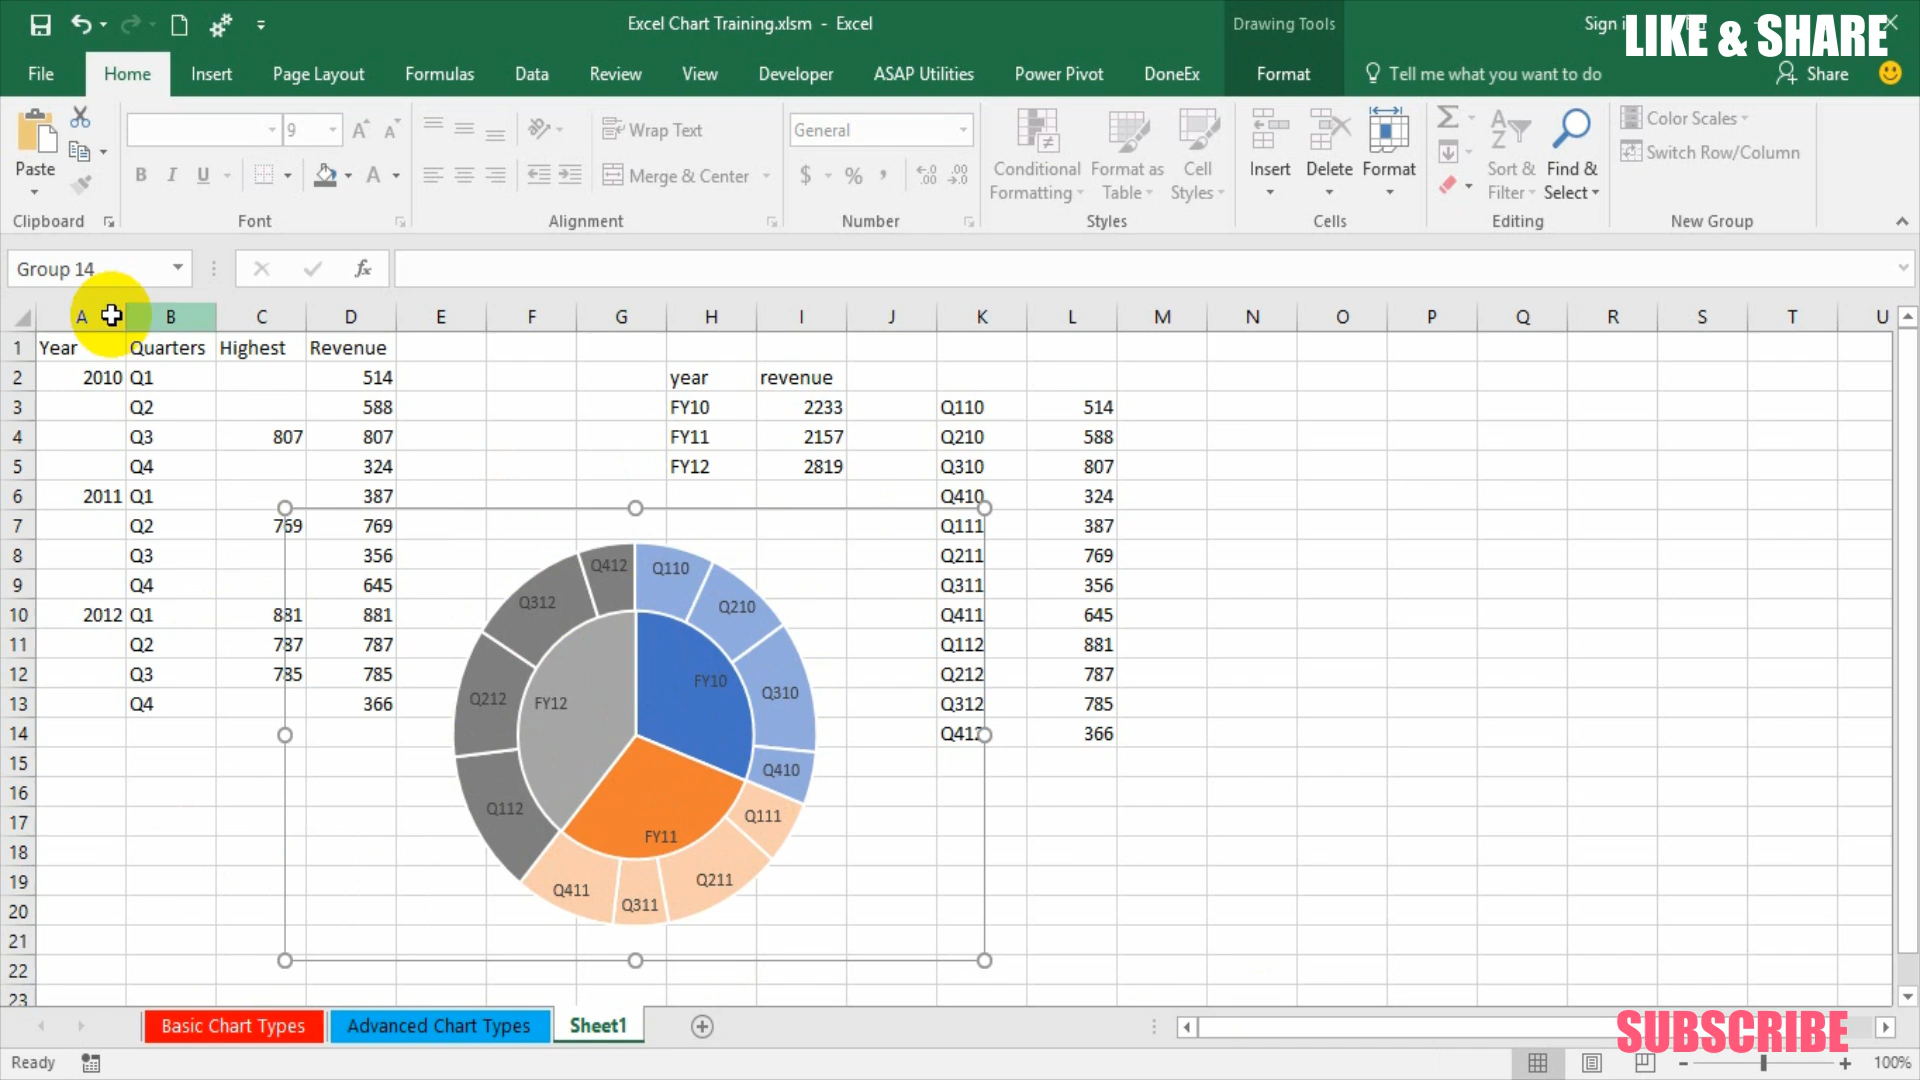 Excel Chart Training.xlsm - Excel
Drawing Tools
Sign i
LIKE & SHARE
File Home Insert Page Layout Formulas Data Review View Developer ASAP Utilities Power Pivot DoneEx Format Tell me what you want to do Share
Paste
Clipboard
9
B I U
Font
Wrap Text
Merge & Center
Alignment
General
$ % ,
Number
Conditional Formatting
Format as Table
Cell Styles
Styles
Insert Delete Format
Cells
Sort & Filter
Find & Select
Editing
Color Scales
Switch Row/Column
New Group
Group 14
fx
A B C D E F G H I J K L M N O P Q R S T U
1 Year Quarters Highest Revenue
2 2010 Q1 514 year revenue
3 Q2 588 FY10 2233 Q110 514
4 Q3 807 807 FY11 2157 Q210 588
5 Q4 324 FY12 2819 Q310 807
6 2011 Q1 387 Q410 324
7 Q2 769 769 Q111 387
8 Q3 356 Q211 769
9 Q4 645 Q311 356
10 2012 Q1 881 881 Q411 645
11 Q2 787 787 Q112 881
12 Q3 785 785 Q212 787
13 Q4 366 Q312 785
14 Q412 366
15
16
17
18
19
20
21
22
23
Q412 Q110
Q312 Q210
FY10
Q212 FY12 Q310
Q410
Q112 Q111
FY11
Q411 Q211
Q311
Basic Chart Types Advanced Chart Types Sheet1
SUBSCRIBE
Ready
100%